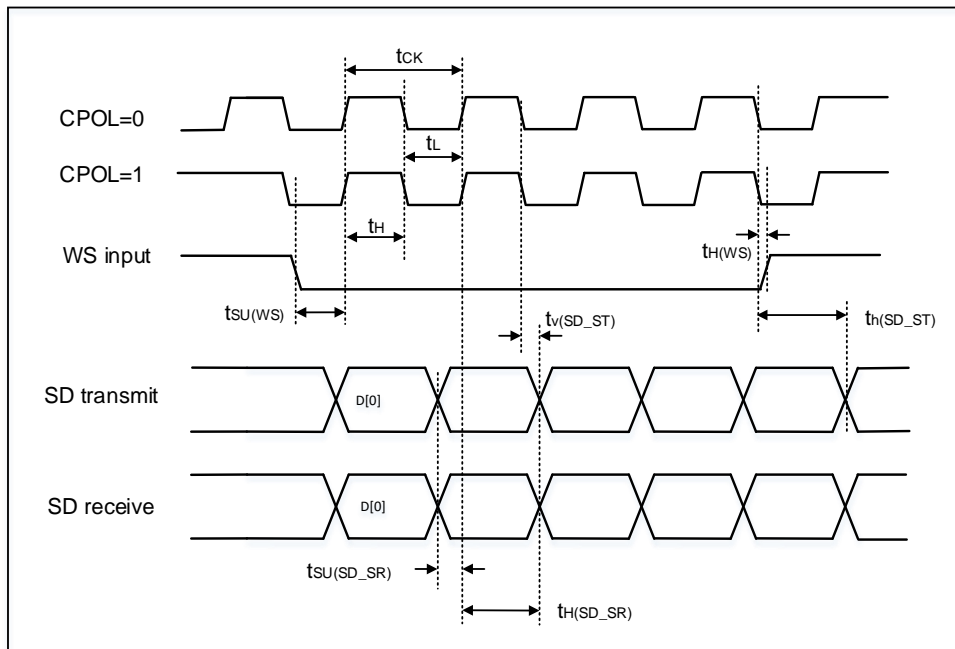 tCK
CPOL=0
tL
CPOL=1
tH
tH(WS)
WS input
tSU(WS)
tv(SD_ST)
th(SD_ST)
SD transmit
D[0]
SD receive
D[0]
tSU(SD_SR)
tH(SD_SR)